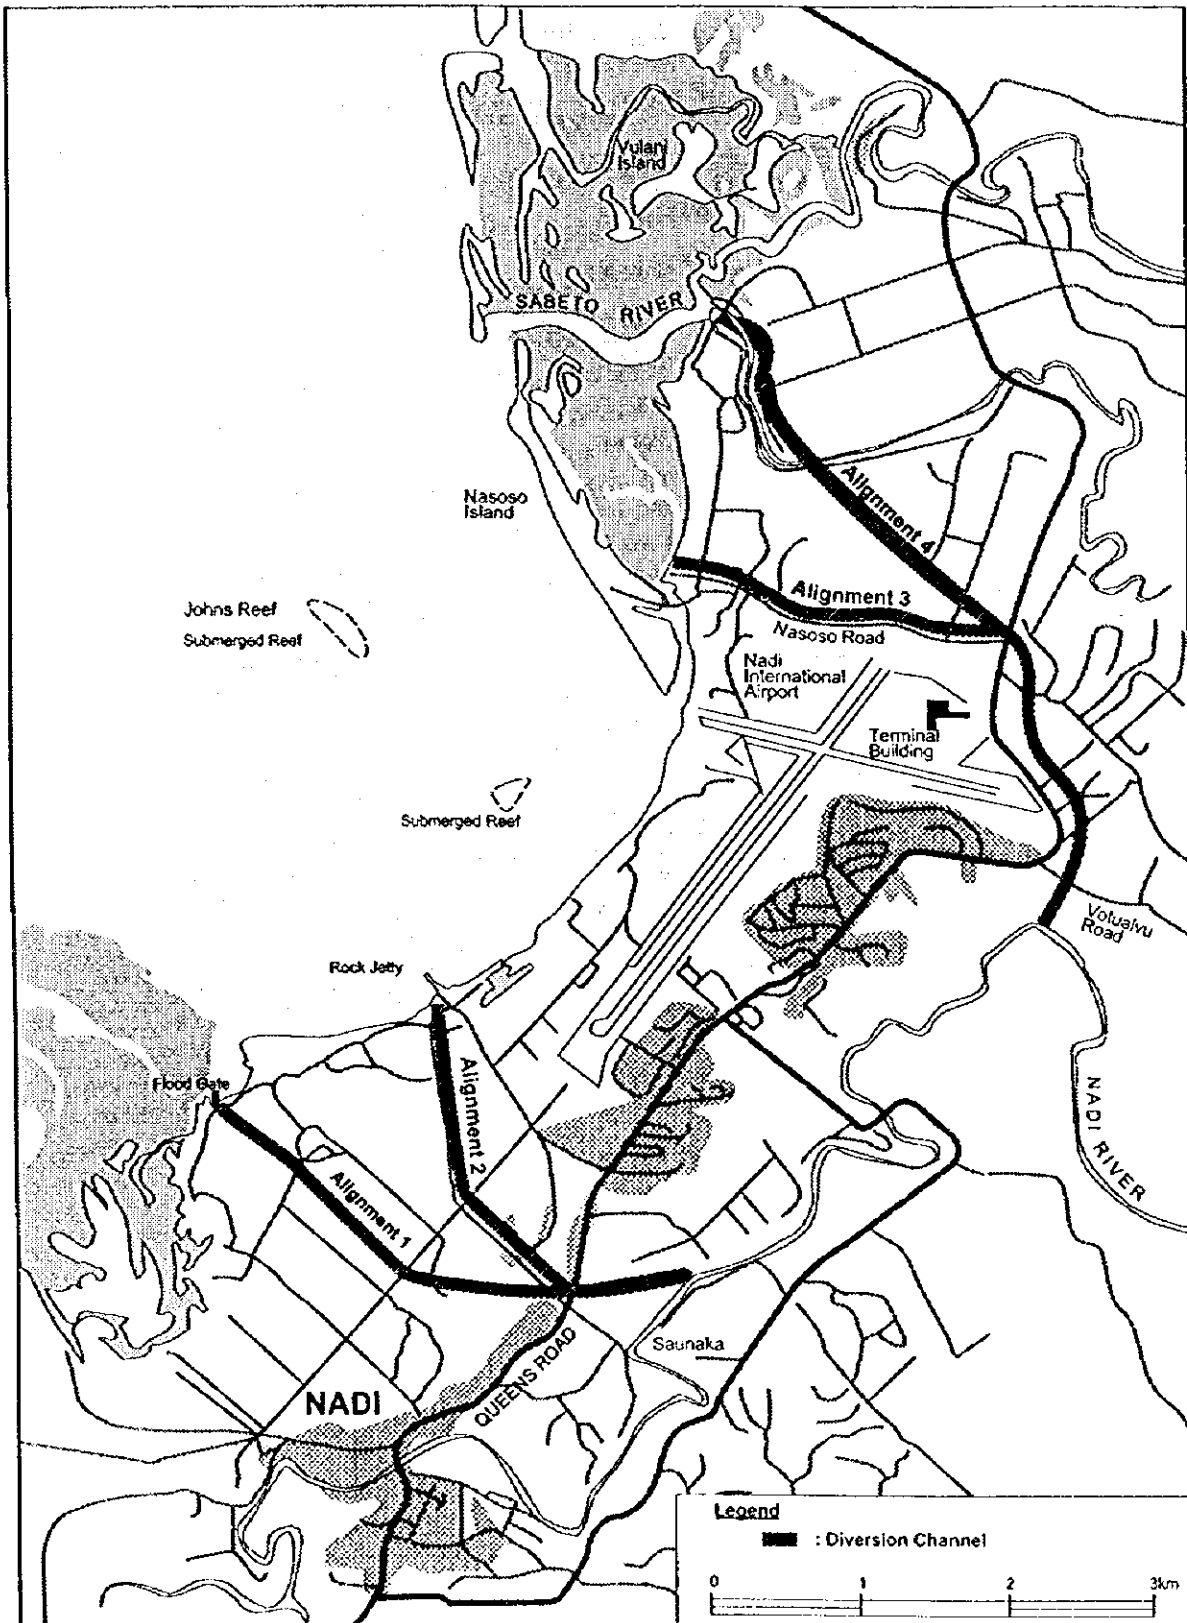 Vulani
Island
SABETO RIVER
Nasoso
Island
Alignment 4
Johns Reef
Submerged Reef
Alignment 3
Nasoso Road
Nadi
International
Airport
Terminal
Building
Submerged Reef
Votualvu
Road
Rock Jetty
Flood Gate
Alignment 2
NADI RIVER
Alignment 1
Saunaka
QUEENS ROAD
NADI
Legend
: Diversion Channel
0 1 2 3km